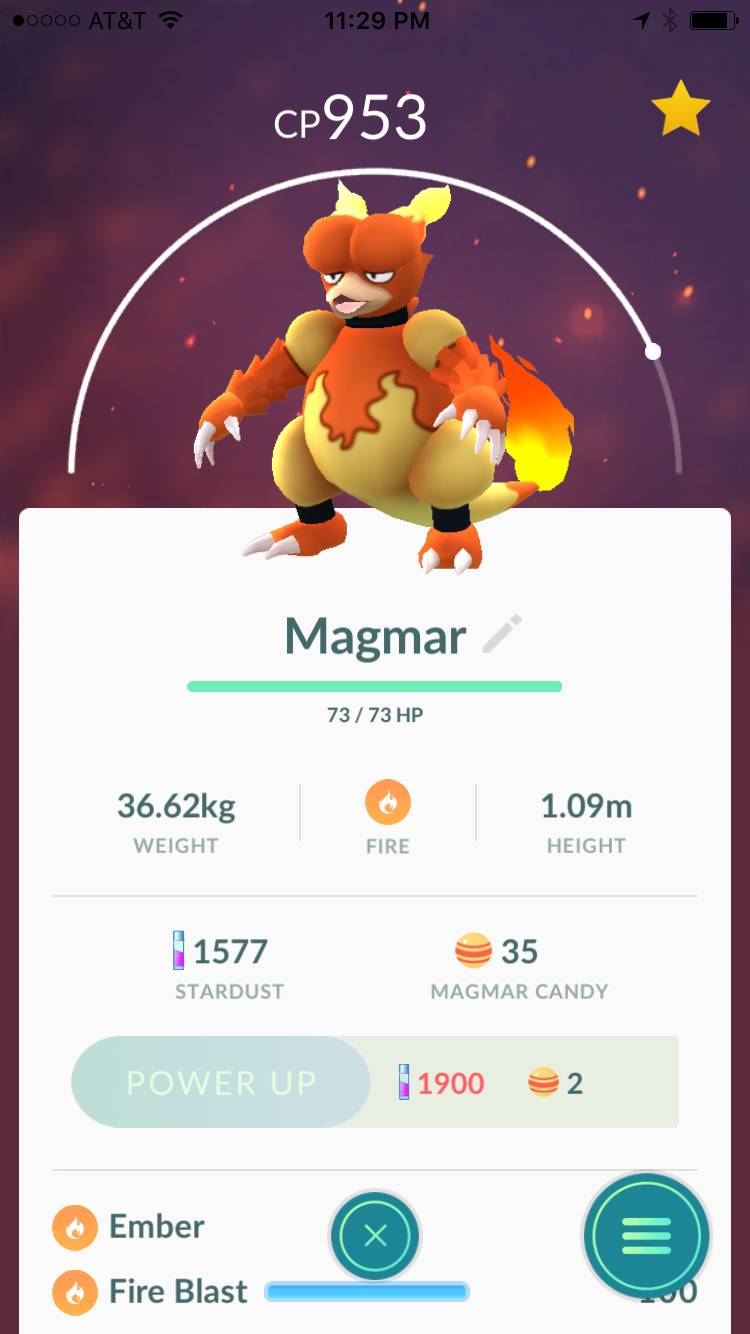 AT&T 11:29 PM
CP953
Magmar
73 / 73 HP
36.62kg 1.09m
WEIGHT FIRE HEIGHT
1577 35
STARDUST MAGMAR CANDY
POWER UP 1900 2
Ember
Fire Blast 100